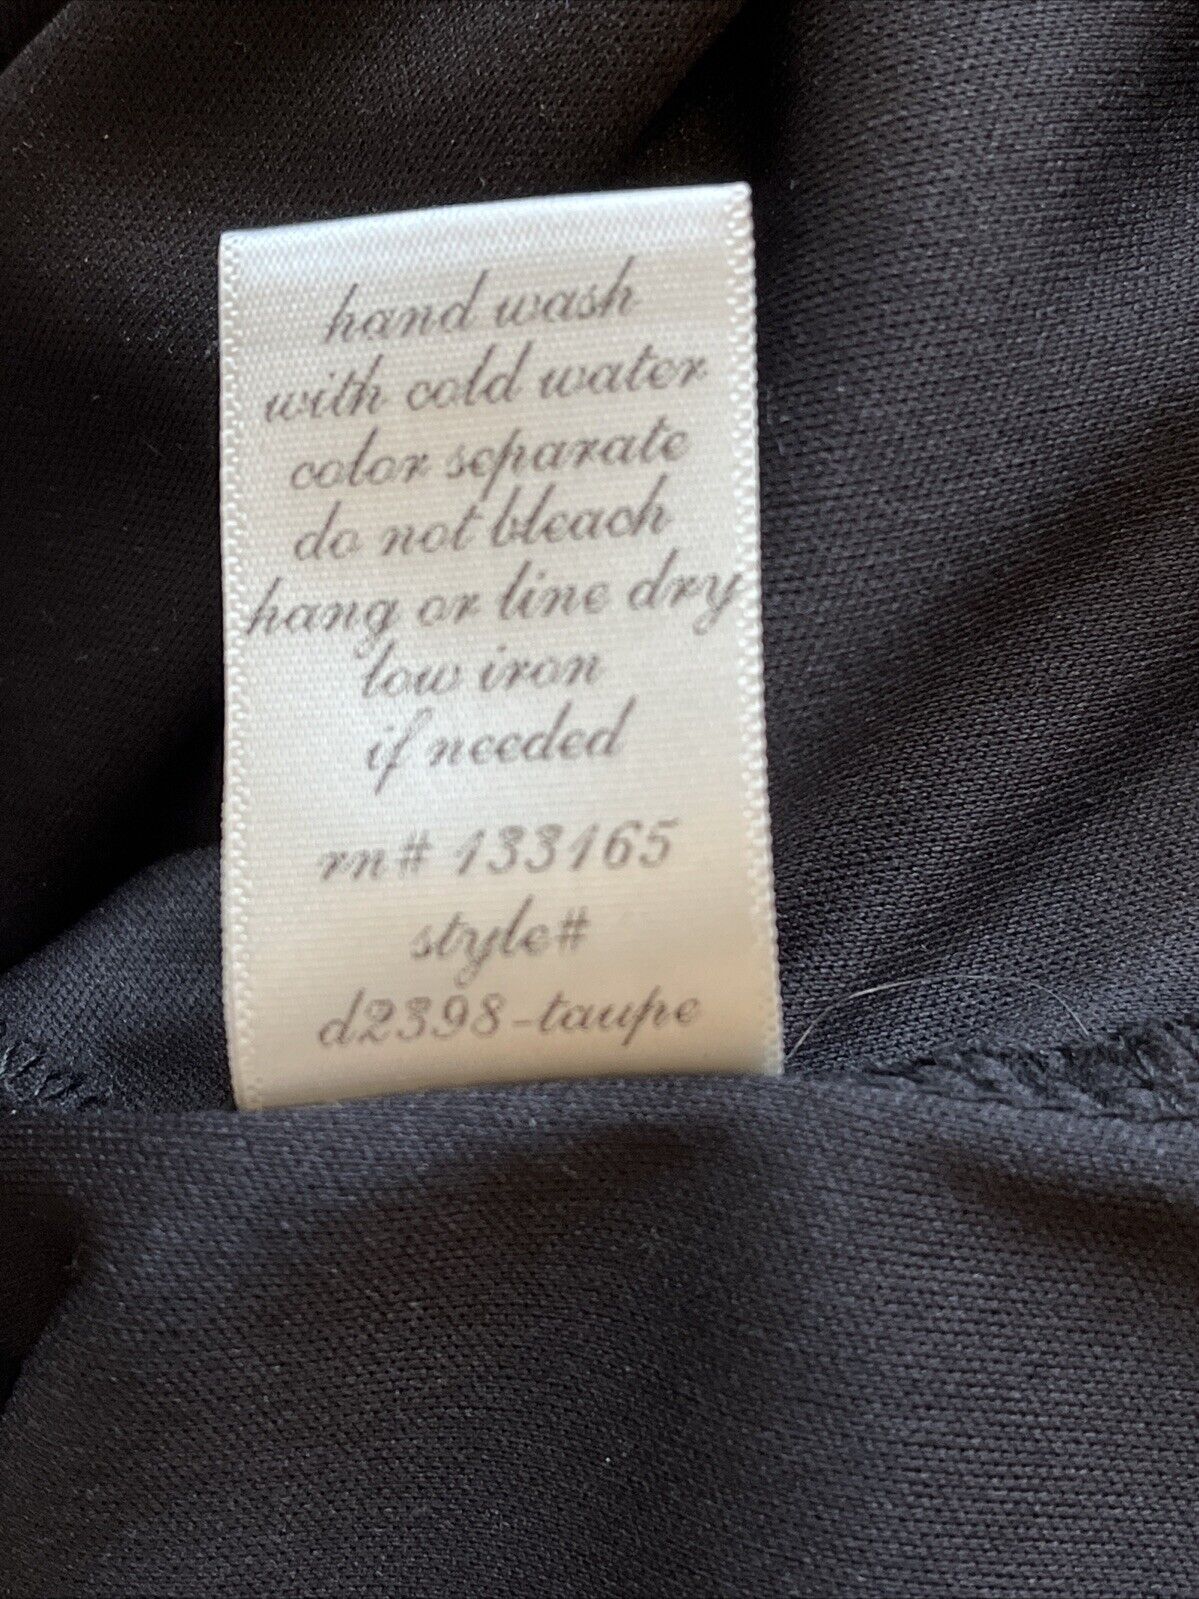 hand wash
with cold water
color separate
do not bleach
hang or line dry
low iron
if needed
rn# 133165
style#
d2398-taupe